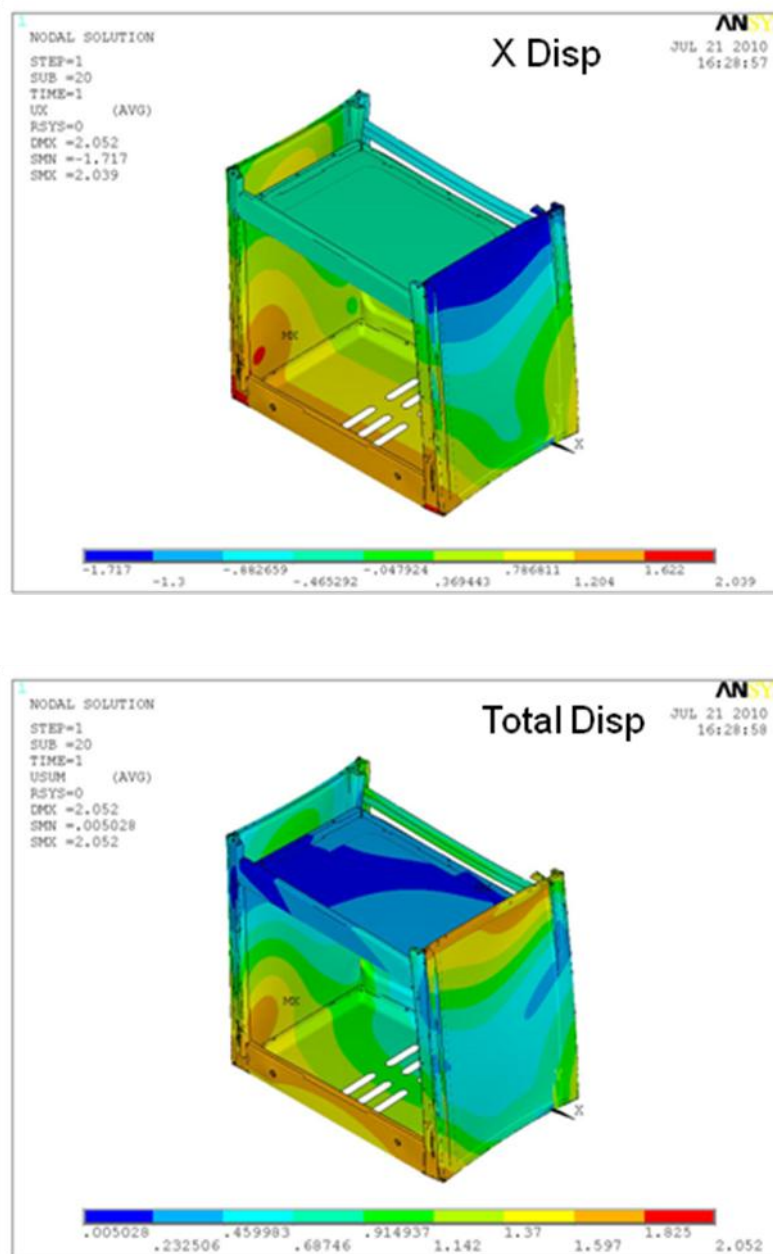 1
NODAL SOLUTION
STEP=1
SUB =20
TIME=1
UX (AVG)
RSYS=0
DMX =2.052
SMN =-1.717
SMX =2.039
X Disp
ANSY
JUL 21 2010
16:28:57
MX
X
-1.717 -.882659 -.047924 .786811 1.622
-1.3 -.465292 .369443 1.204 2.039
1
NODAL SOLUTION
STEP=1
SUB =20
TIME=1
USUM (AVG)
RSYS=0
DMX =2.052
SMN =.005028
SMX =2.052
Total Disp
ANSY
JUL 21 2010
16:28:58
MX
X
.005028 .459983 .914937 1.37 1.825
.232506 .68746 1.142 1.597 2.052